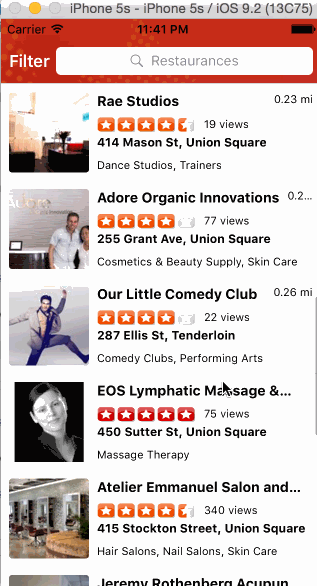 iPhone 5s - iPhone 5s / iOS 9.2 (13C75)
Carrier 11:41 PM
Filter Restaurances
Rae Studios 0.23 mi
19 views
414 Mason St, Union Square
Dance Studios, Trainers
Adore Organic Innovations 0.2...
77 views
255 Grant Ave, Union Square
Cosmetics & Beauty Supply, Skin Care
Our Little Comedy Club 0.26 mi
22 views
287 Ellis St, Tenderloin
Comedy Clubs, Performing Arts
EOS Lymphatic Massage &...
75 views
450 Sutter St, Union Square
Massage Therapy
Atelier Emmanuel Salon and...
340 views
415 Stockton Street, Union Square
Hair Salons, Nail Salons, Skin Care
Jeremy Rothenberg Acupun